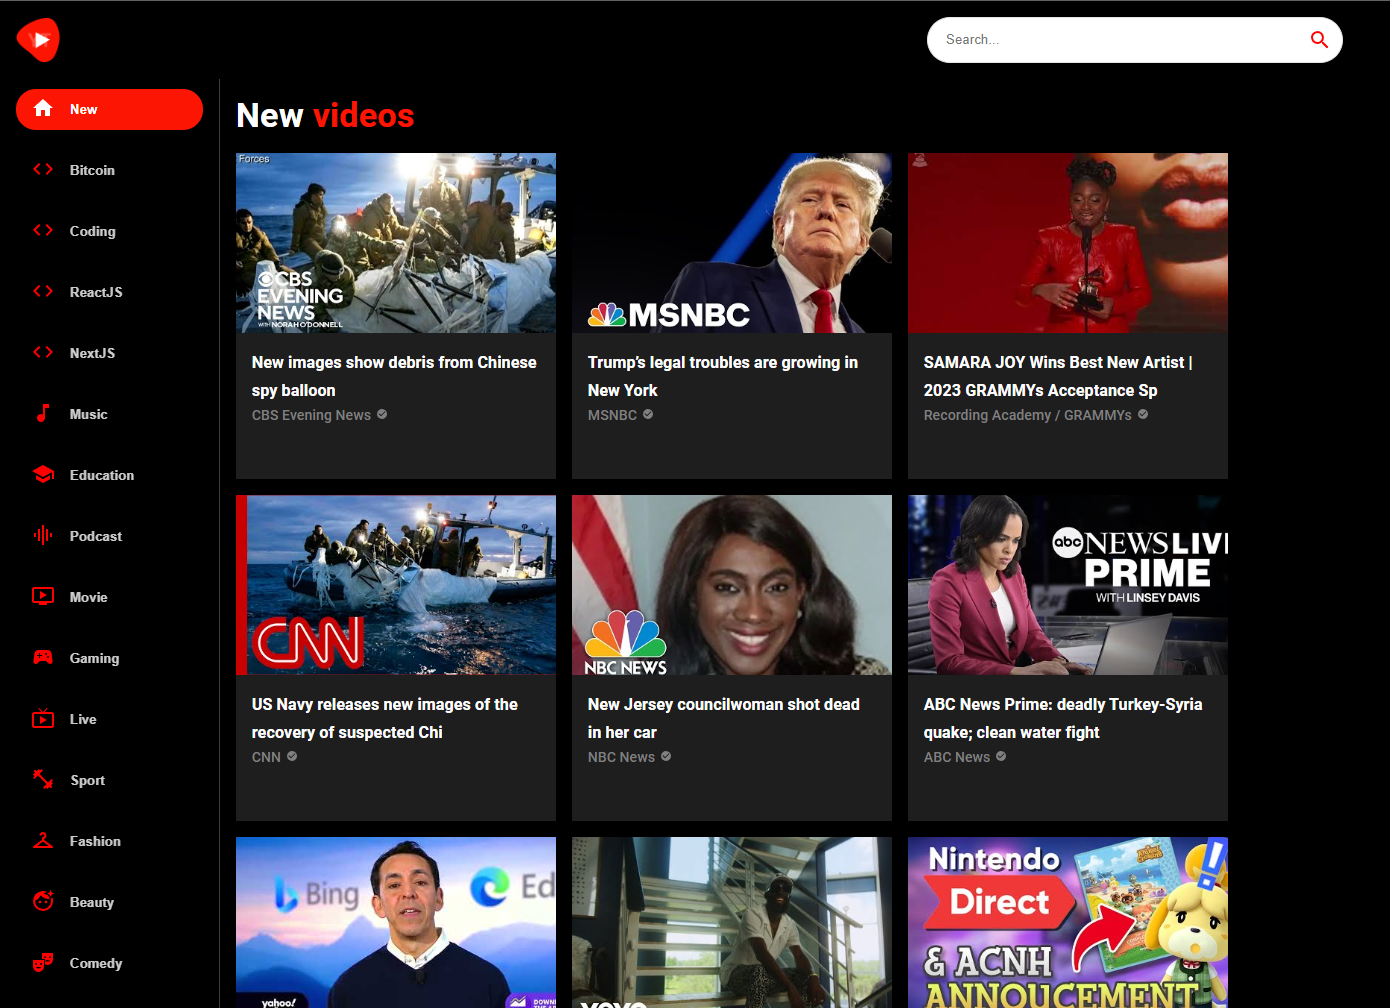 Search...
New
Bitcoin
Coding
ReactJS
NextJS
Music
Education
Podcast
Movie
Gaming
Live
Sport
Fashion
Beauty
Comedy
New videos
Forces
CBS
EVENING
NEWS
WITH NORAH O'DONNELL
New images show debris from Chinese
spy balloon
CBS Evening News
MSNBC
Trump's legal troubles are growing in
New York
MSNBC
SAMARA JOY Wins Best New Artist |
2023 GRAMMYs Acceptance Sp
Recording Academy / GRAMMYs
CNN
US Navy releases new images of the
recovery of suspected Chi
CNN
NBC NEWS
New Jersey councilwoman shot dead
in her car
NBC News
abc NEWS LIV
PRIME
WITH LINSEY DAVIS
ABC News Prime: deadly Turkey-Syria
quake; clean water fight
ABC News
Bing
Ed
yahoo!
DOWN
vevo
Nintendo
Direct
& ACNH
ANNOUCEMENT